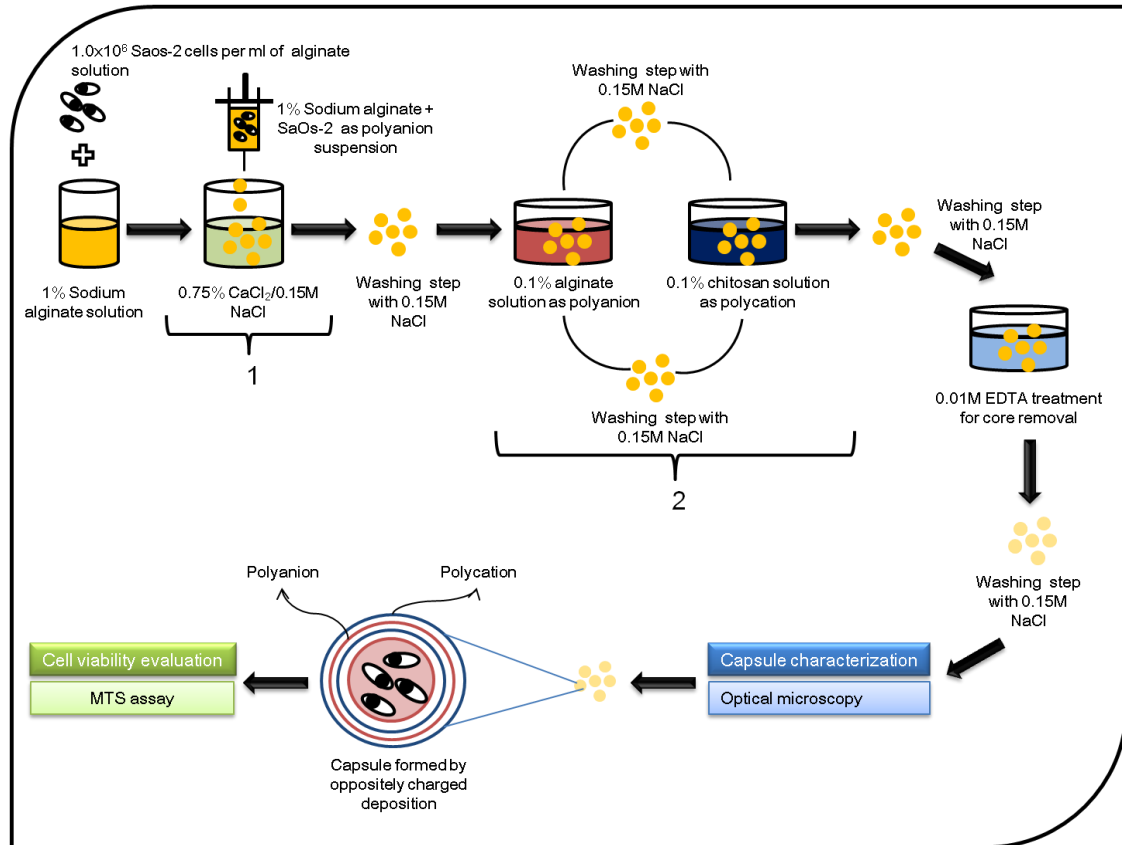 1.0x10⁶ Saos-2 cells per ml of alginate
solution
1% Sodium alginate +
SaOs-2 as polyanion
suspension
1% Sodium
alginate solution
0.75% CaCl₂/0.15M
NaCl
1
Washing step
with 0.15M
NaCl
Washing step with
0.15M NaCl
0.1% alginate
solution as polyanion
0.1% chitosan solution
as polycation
Washing step with
0.15M NaCl
2
Washing step
with 0.15M
NaCl
0.01M EDTA treatment
for core removal
Washing step
with 0.15M
NaCl
Capsule characterization
Optical microscopy
Polyanion
Polycation
Capsule formed by
oppositely charged
deposition
Cell viability evaluation
MTS assay